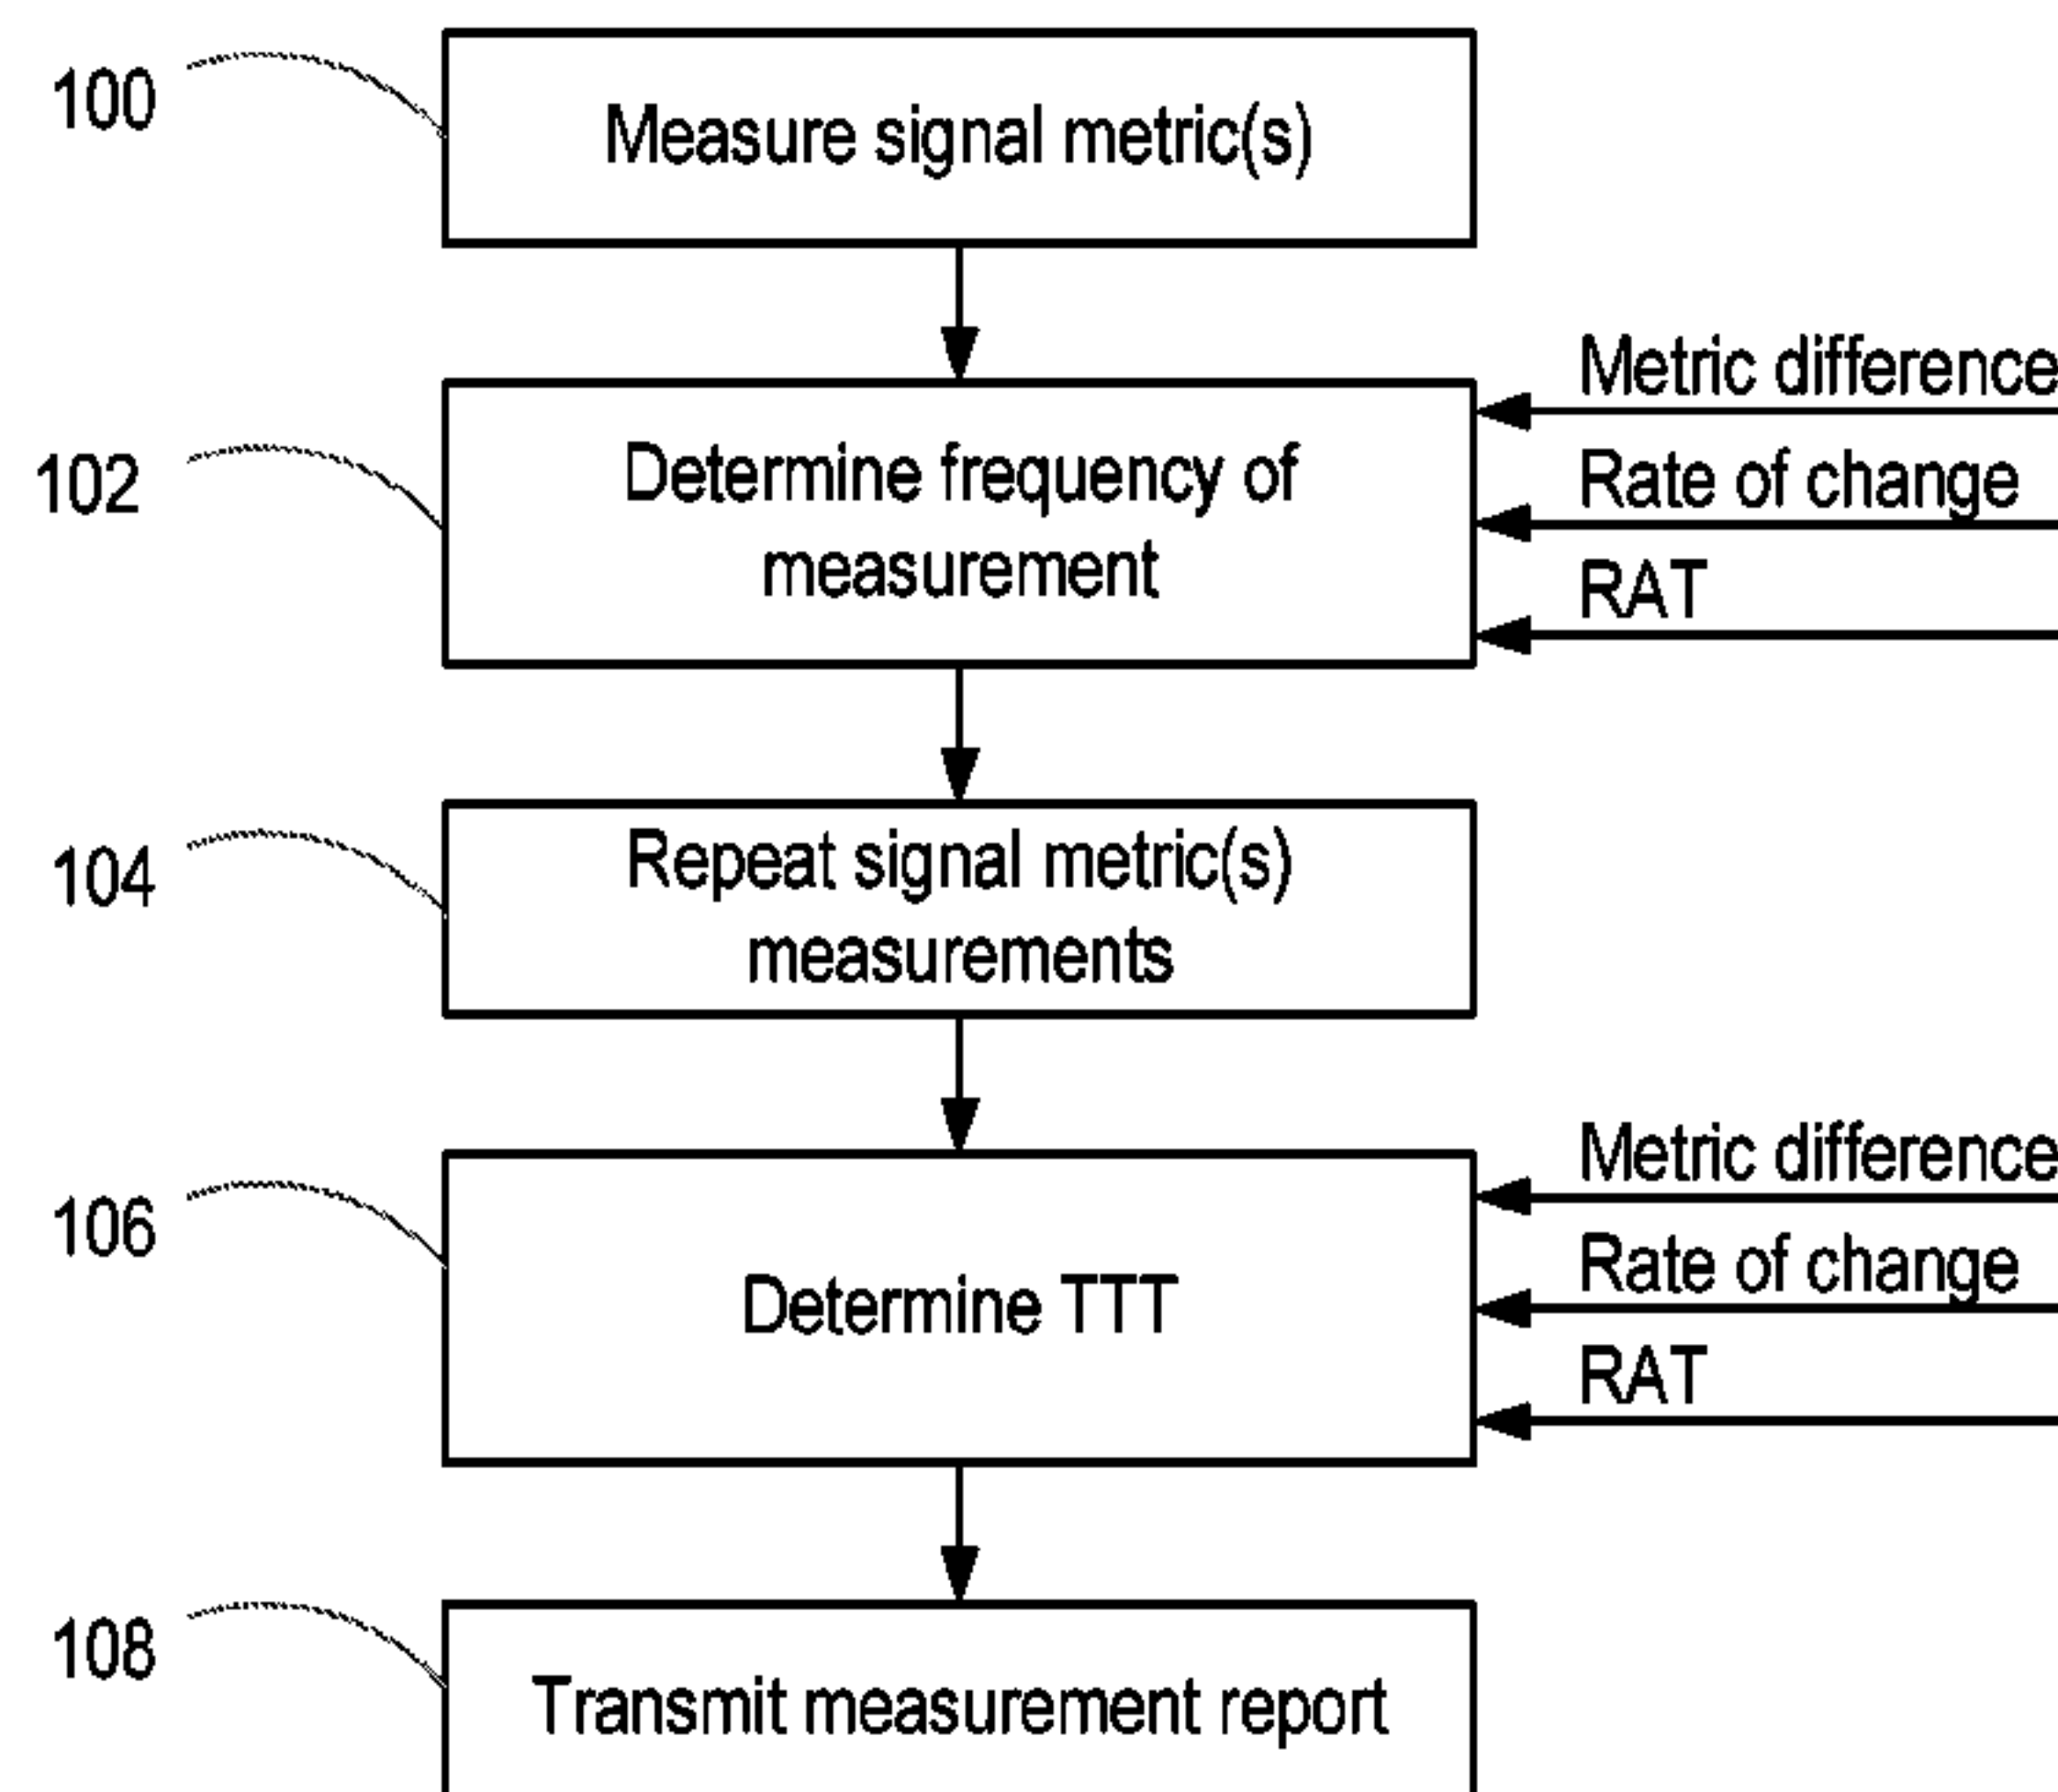 100
Measure signal metric(s)
102
Determine frequency of
measurement
Metric difference
Rate of change
RAT
104
Repeat signal metric(s)
measurements
106
Determine TTT
Metric difference
Rate of change
RAT
108
Transmit measurement report